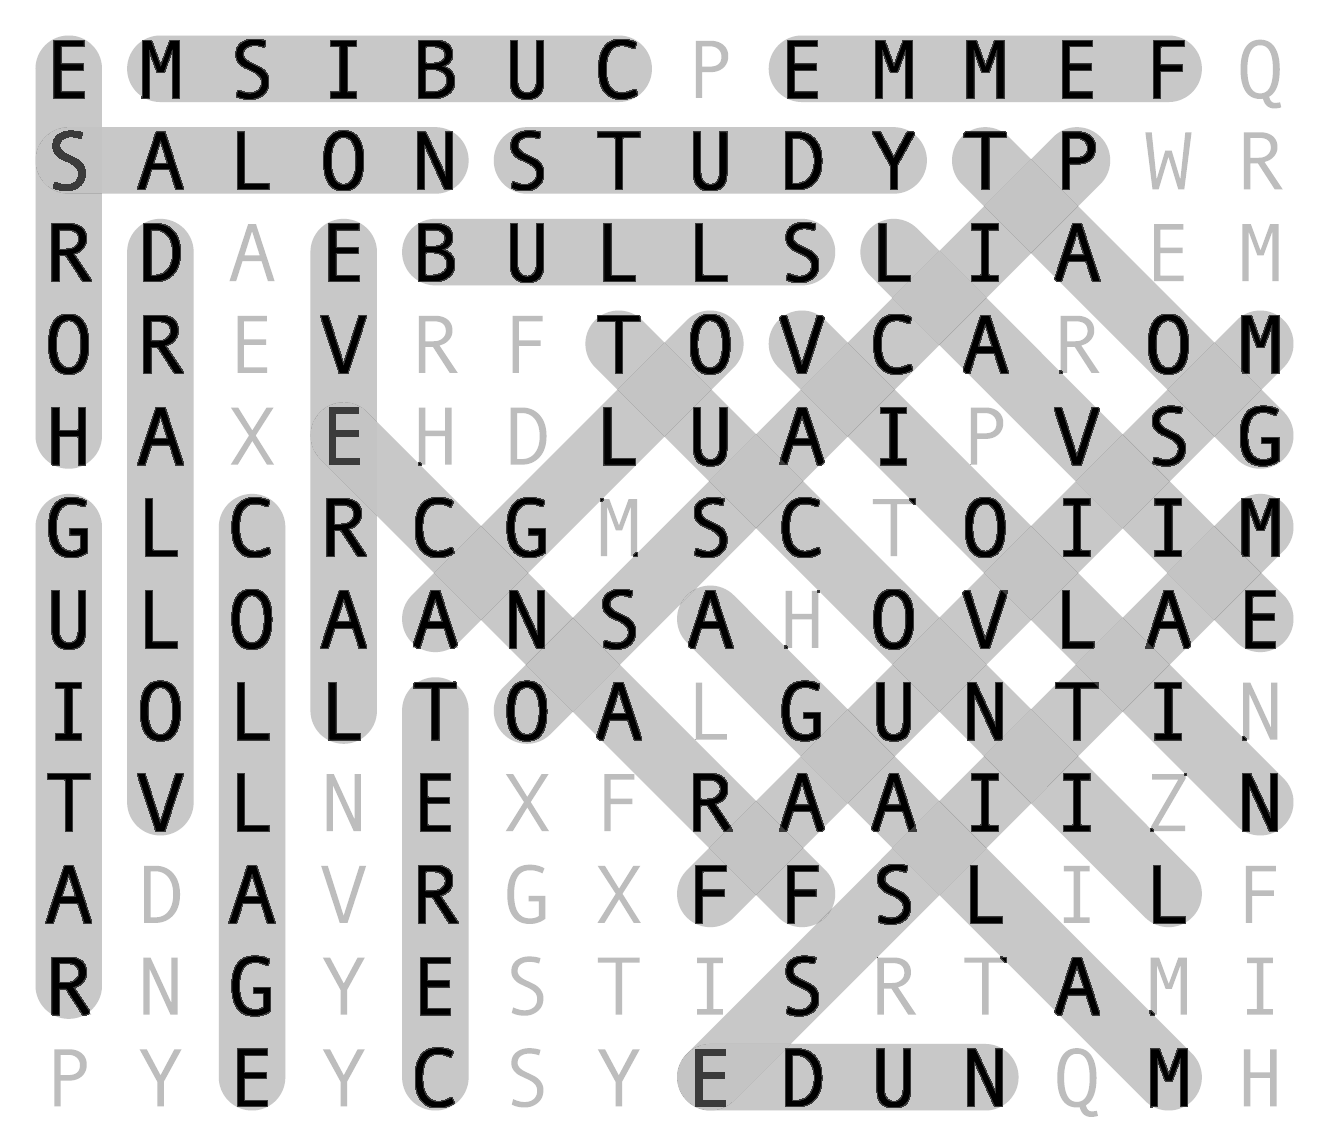 E M S I B U C P E M M E F Q
S A L O N S T U D Y T P W R
R D A E B U L L S L I A E M
O R E V R F T O V C A R O M
H A X E H D L U A I P V S G
G L C R C G M S C T O I I M
U L O A A N S A H O V L A E
I O L L T O A L G U N T I N
T V L N E X F R A A I I Z N
A D A V R G X F F S L I L F
R N G Y E S T I S R T A M I
P Y E Y C S Y E D U N Q M H